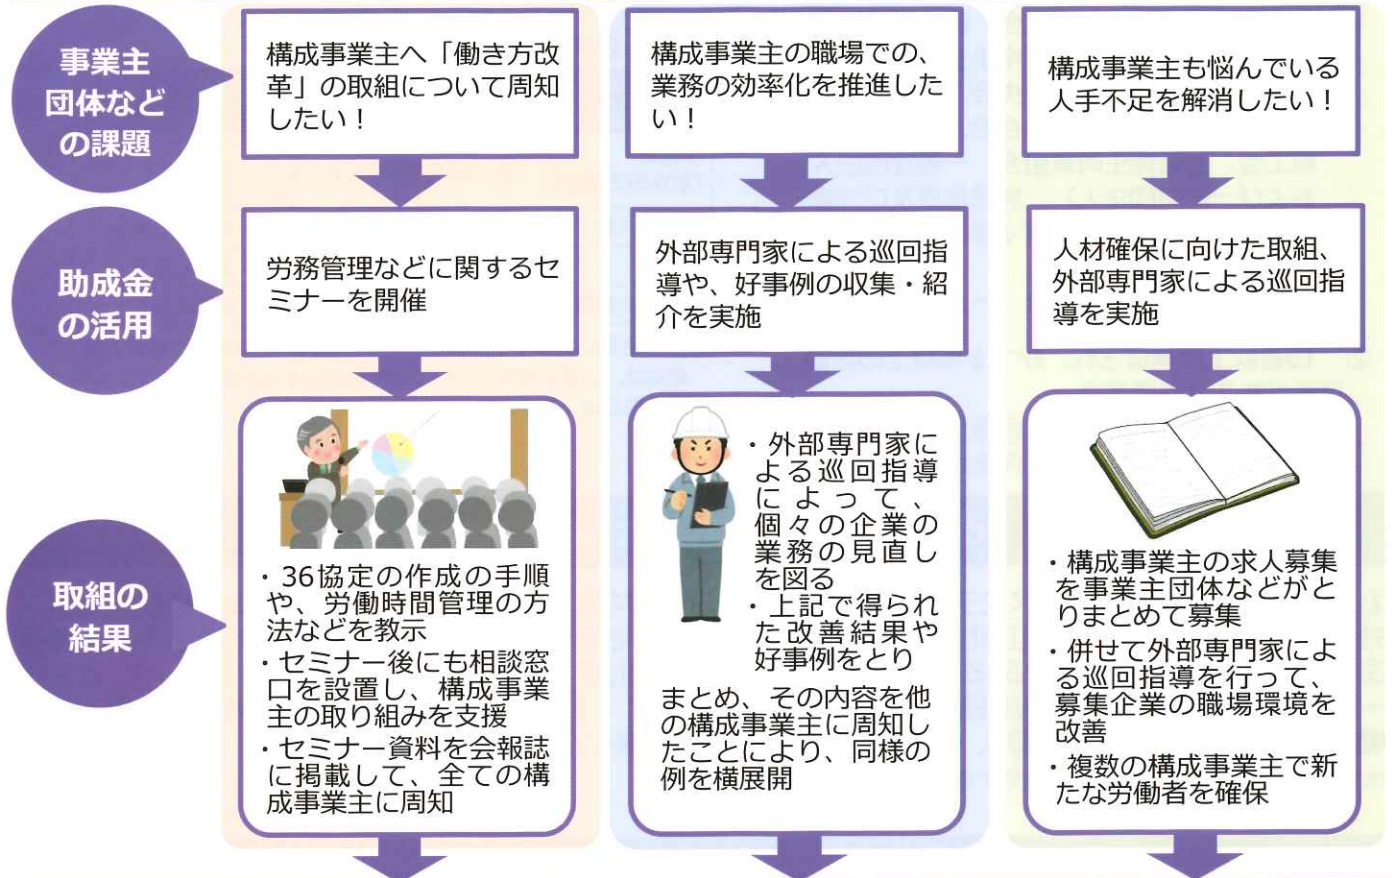 事業主
団体など
の課題
構成事業主へ「働き方改
革」の取組について周知
したい！
構成事業主の職場での、
業務の効率化を推進した
い！
構成事業主も悩んでいる
人手不足を解消したい！
助成金
の活用
労務管理などに関するセ
ミナーを開催
外部専門家による巡回指
導や、好事例の収集・紹
介を実施
人材確保に向けた取組、
外部専門家による巡回指
導を実施
取組の
結果
・36協定の作成の手順
や、労働時間管理の方
法などを教示
・セミナー後にも相談窓
口を設置し、構成事業
主の取り組みを支援
・セミナー資料を会報誌
に掲載して、全ての構
成事業主に周知
・外部専門家に
よる巡回指導
によって、
個々の企業の
業務の見直し
を図る
・上記で得られ
た改善結果や
好事例をとり
まとめ、その内容を他
の構成事業主に周知し
たことにより、同様の
例を横展開
・構成事業主の求人募集
を事業主団体などがと
りまとめて募集
・併せて外部専門家によ
る巡回指導を行って、
募集企業の職場環境を
改善
・複数の構成事業主で新
たな労働者を確保